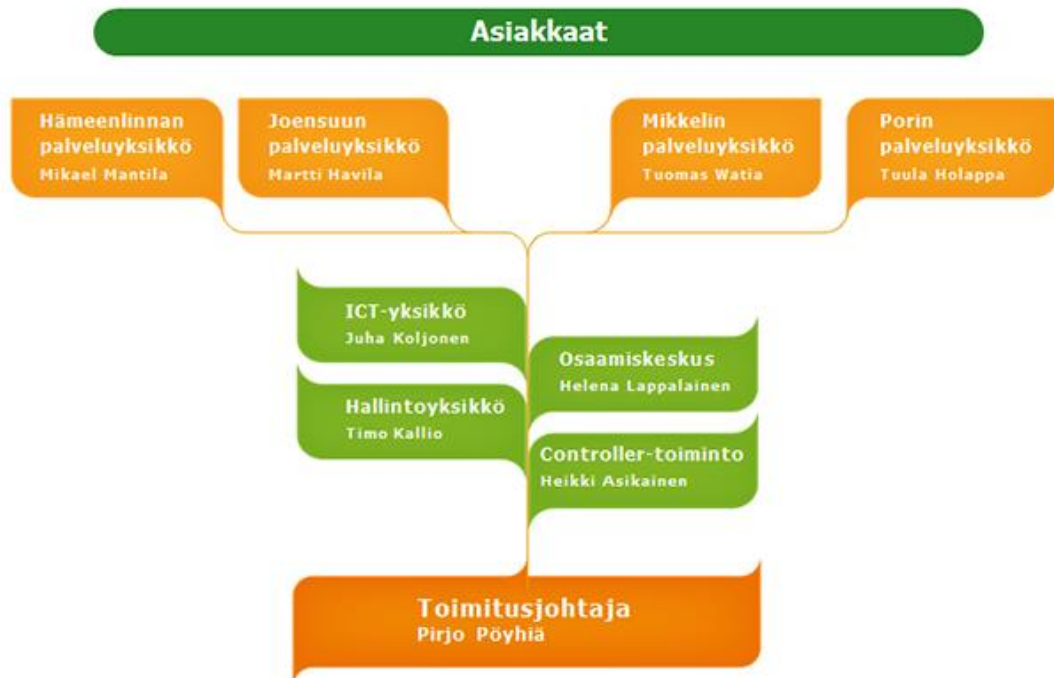 Asiakkaat
Hämeenlinnan
palveluyksikkö
Mikael Mantila
Joensuun
palveluyksikkö
Martti Havila
Mikkelin
palveluyksikkö
Tuomas Watia
Porin
palveluyksikkö
Tuula Holappa
ICT-yksikkö
Juha Koljonen
Osaamiskeskus
Helena Lappalainen
Hallintoyksikkö
Timo Kallio
Controller-toiminto
Heikki Asikainen
Toimitusjohtaja
Pirjo Pöyhiä